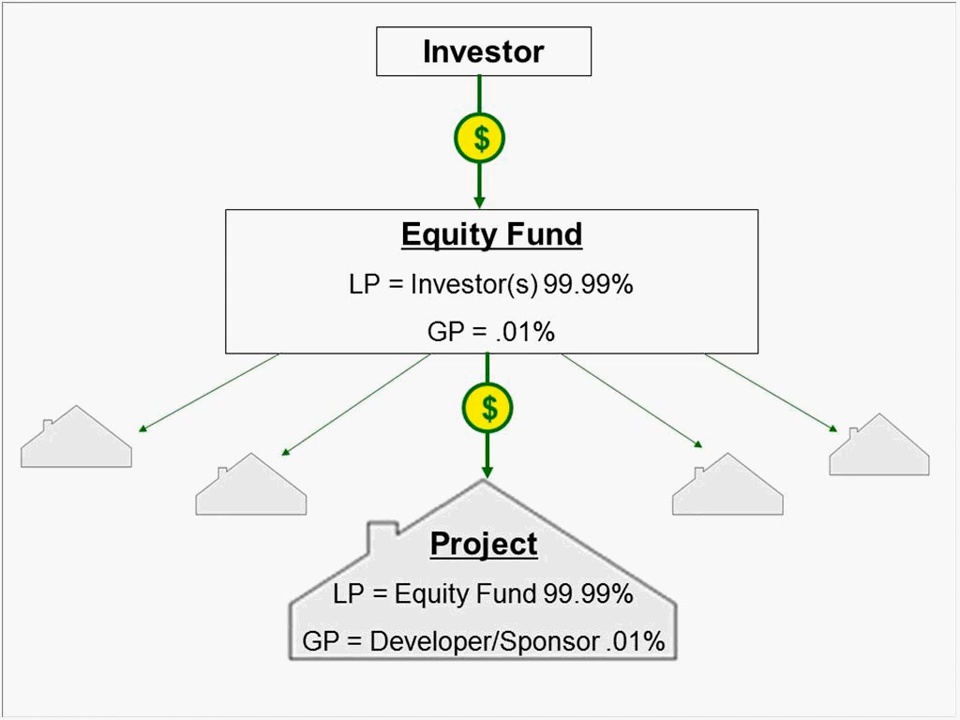 Investor
$
Equity Fund
LP = Investor(s) 99.99%
GP = .01%
$
Project
LP = Equity Fund 99.99%
GP = Developer/Sponsor .01%